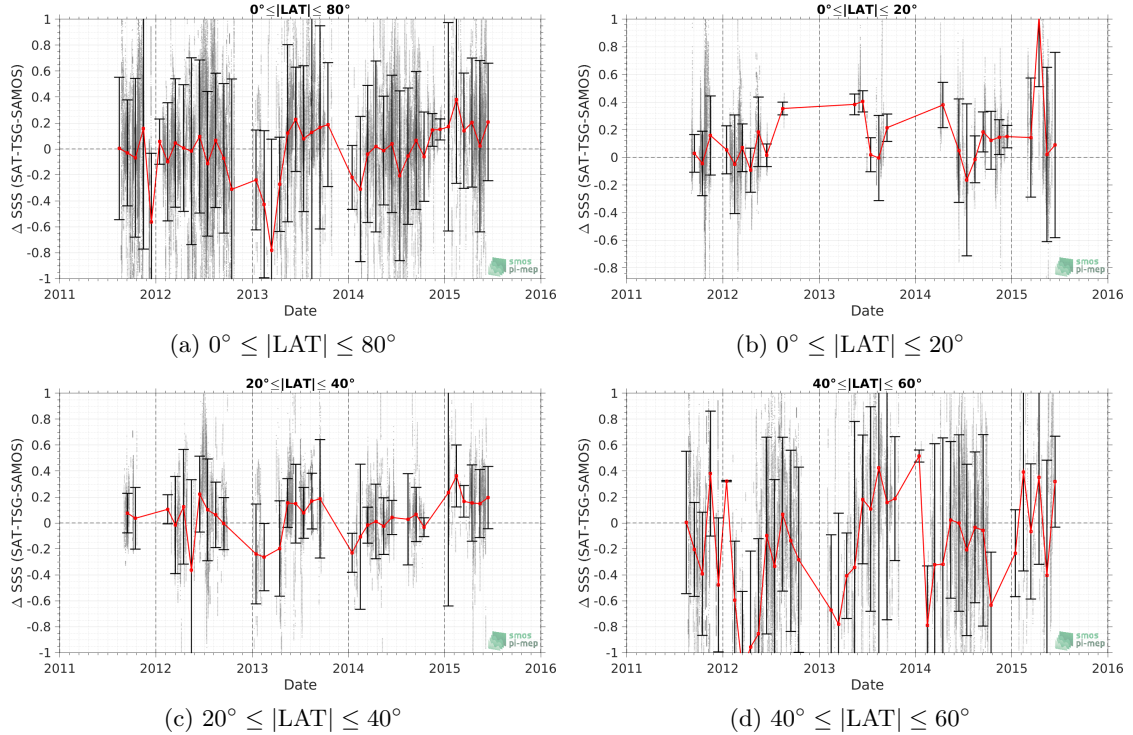 0°≤|LAT|≤ 80°
Δ SSS (SAT-TSG-SAMOS)
1
0.8
0.6
0.4
0.2
0
-0.2
-0.4
-0.6
-0.8
-1
2011 2012 2013 2014 2015 2016
Date
smos
pi-mep
(a) 0° ≤ |LAT| ≤ 80°
0°≤|LAT|≤ 20°
Δ SSS (SAT-TSG-SAMOS)
1
0.8
0.6
0.4
0.2
0
-0.2
-0.4
-0.6
-0.8
2011 2012 2013 2014 2015 2016
Date
smos
pi-mep
(b) 0° ≤ |LAT| ≤ 20°
20°≤|LAT|≤ 40°
Δ SSS (SAT-TSG-SAMOS)
1
0.8
0.6
0.4
0.2
0
-0.2
-0.4
-0.6
-0.8
-1
2011 2012 2013 2014 2015 2016
Date
smos
pi-mep
(c) 20° ≤ |LAT| ≤ 40°
40°≤|LAT|≤ 60°
Δ SSS (SAT-TSG-SAMOS)
1
0.8
0.6
0.4
0.2
0
-0.2
-0.4
-0.6
-0.8
-1
2011 2012 2013 2014 2015 2016
Date
smos
pi-mep
(d) 40° ≤ |LAT| ≤ 60°